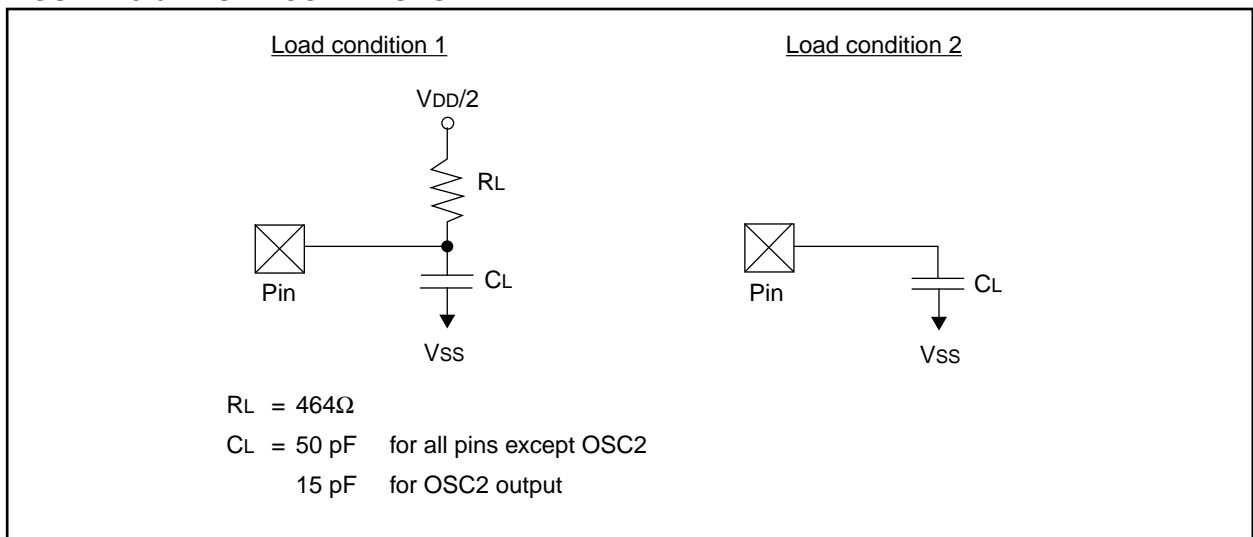 Load condition 1
Load condition 2
VDD/2
RL
Pin
CL
VSS
Pin
CL
VSS
RL = 464Ω
CL = 50 pF for all pins except OSC2
15 pF for OSC2 output